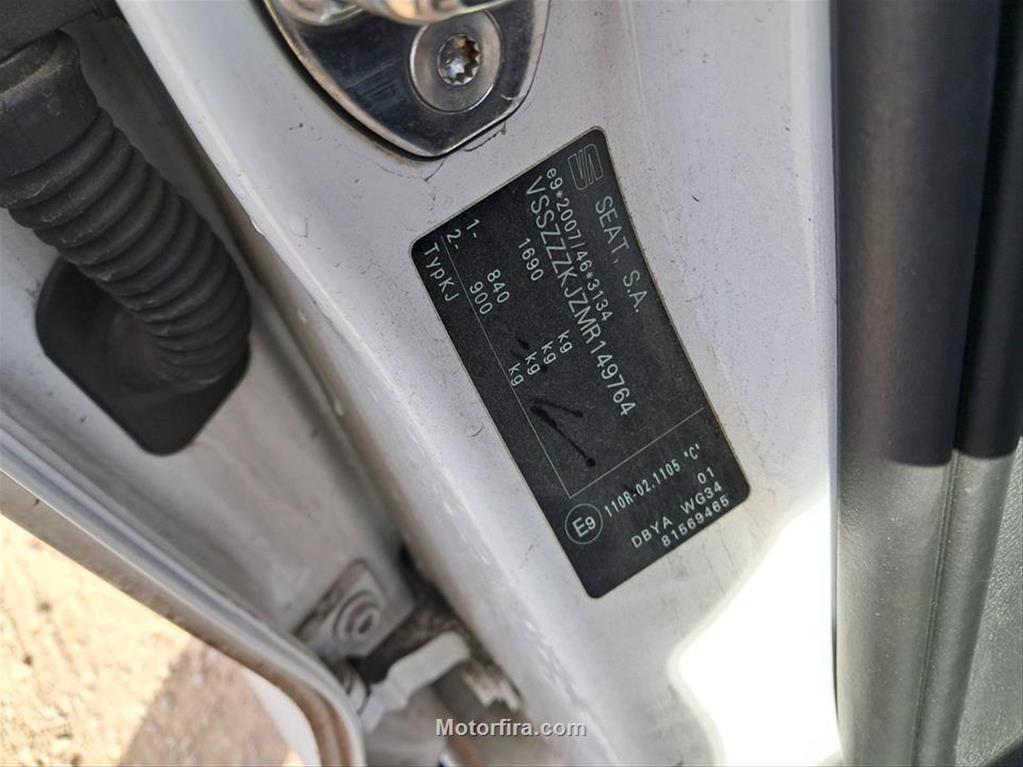 SEAT, S.A.
e9*2007/46*3134
VSSZZZKJZMR149764
1690 kg
1- 840 kg
2- 900 kg
TypKJ
E9 110R-02.1105 "C"
01
DBYA WG34
81569465
Motorfira.com